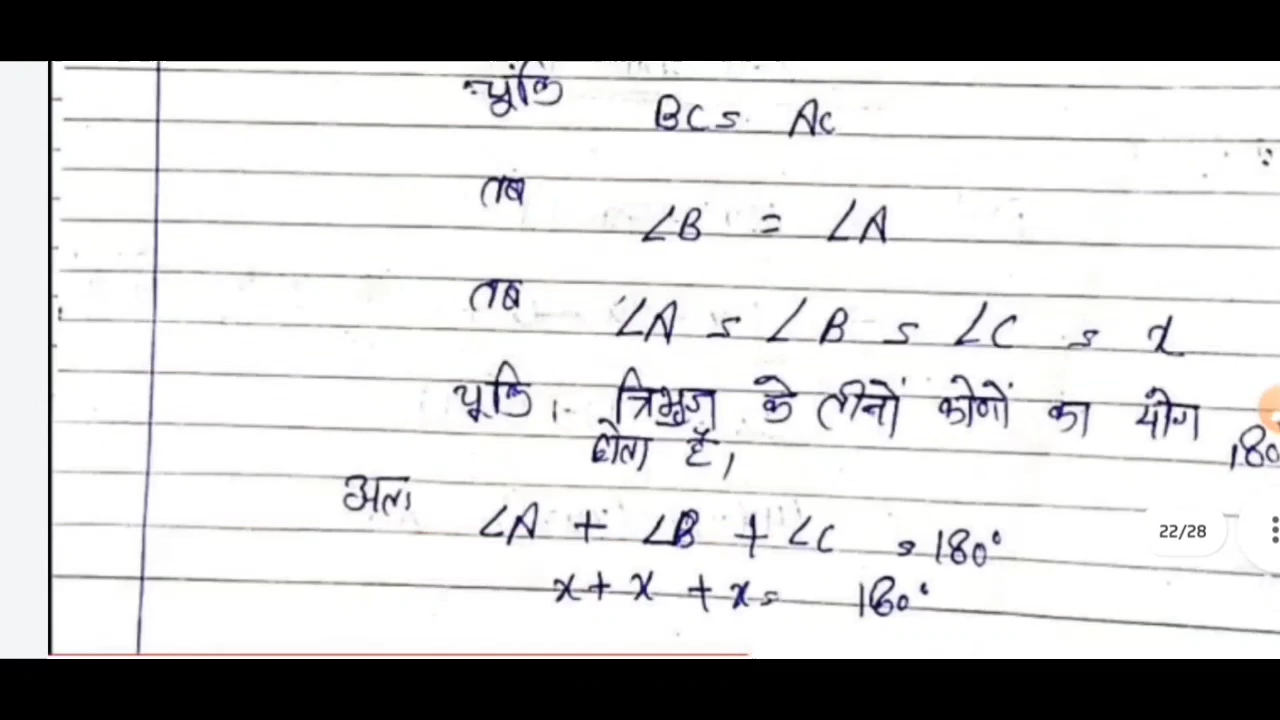 चूंकि
BC = AC
तब
∠B = ∠A
तब
∠A = ∠B = ∠C = x
चूकि, त्रिभुज के तीनों कोणों का योग 180
होता है,
अतः
∠A + ∠B + ∠C = 180°
x + x + x = 180°
22/28